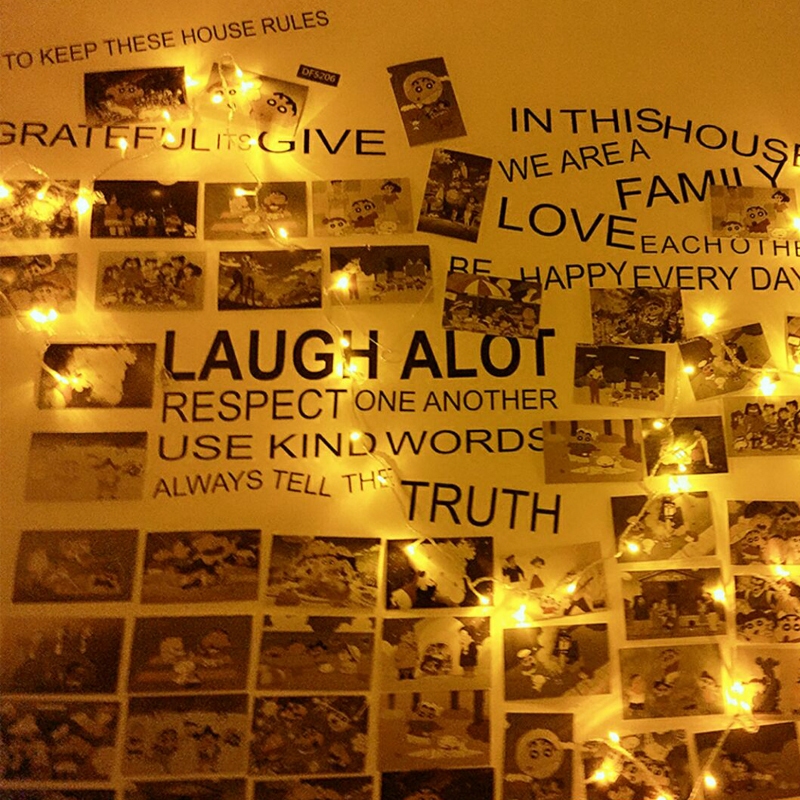 TO KEEP THESE HOUSE RULES
DF5206
GRATEFUL ITS GIVE
IN THIS HOUSE
WE ARE A
FAMILY
LOVE
EACH OTHE
BE HAPPY EVERY DAY
LAUGH ALOT
RESPECT ONE ANOTHER
USE KIND WORDS
ALWAYS TELL THE
TRUTH